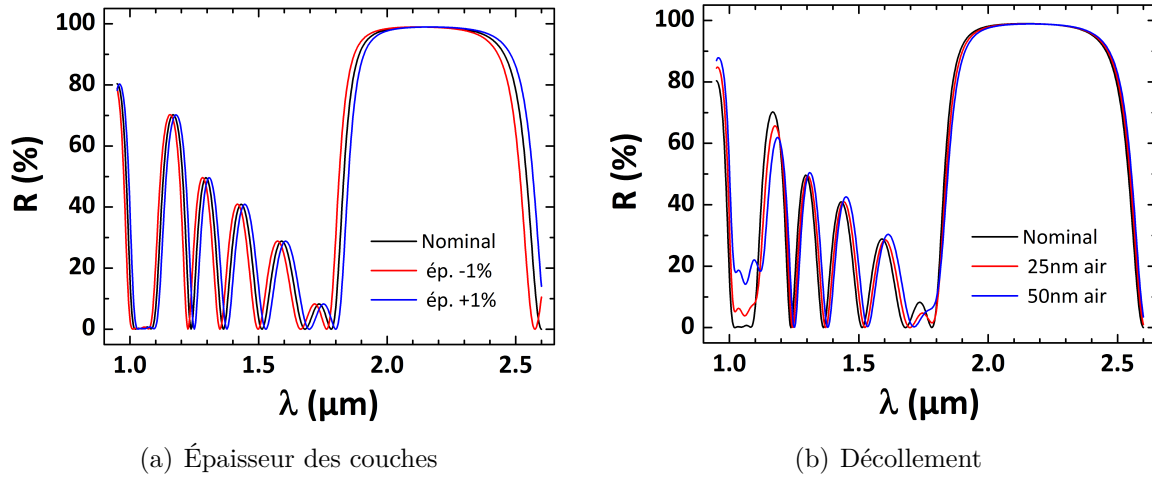 100
80
60
40
20
0
R (%)
Nominal
ép. -1%
ép. +1%
1.0
1.5
2.0
2.5
λ (μm)
(a) Épaisseur des couches
100
80
60
40
20
0
R (%)
Nominal
25nm air
50nm air
1.0
1.5
2.0
2.5
λ (μm)
(b) Décollement